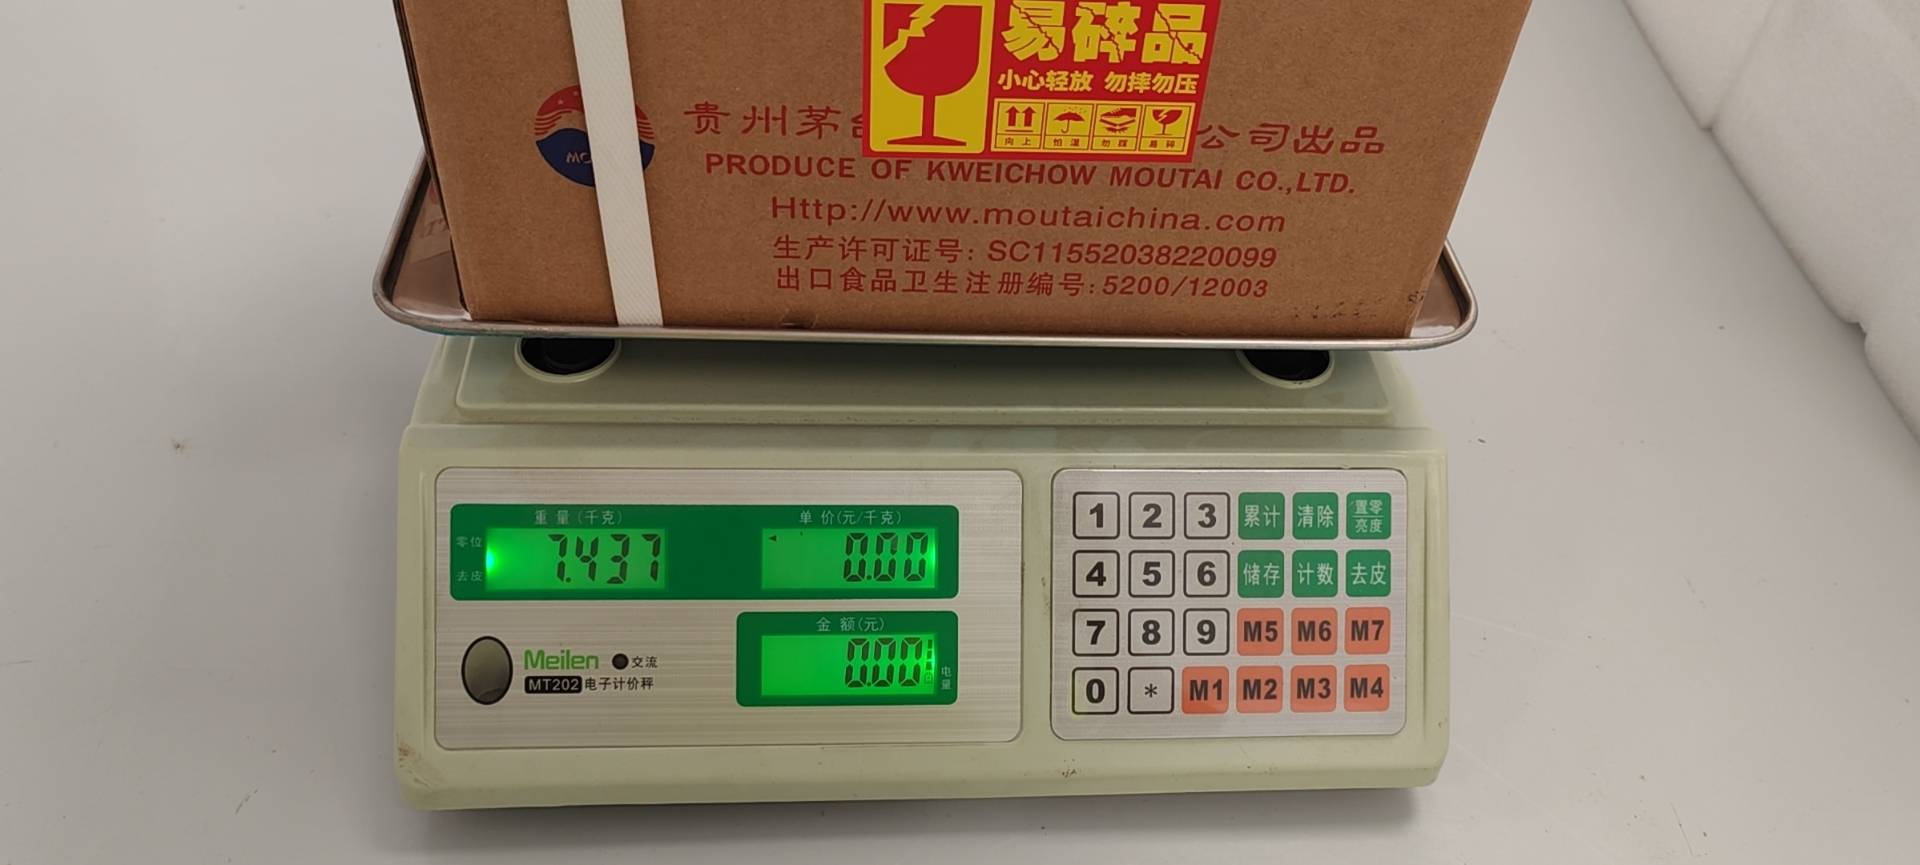 易碎品
小心轻放 勿摔勿压
向上 怕湿 勿踩 易碎
贵州茅 公司出品
PRODUCE OF KWEICHOW MOUTAI CO.,LTD.
Http://www.moutaichina.com
生产许可证号: SC11552038220099
出口食品卫生注册编号:5200/12003
重量(千克)
单价(元/千克)
零位
去皮
7.437
0.00
金额(元)
0.00
电量
Meilen 交流
MT202 电子计价秤
1 2 3 累计 清除 置零 亮度
4 5 6 储存 计数 去皮
7 8 9 M5 M6 M7
0 * M1 M2 M3 M4